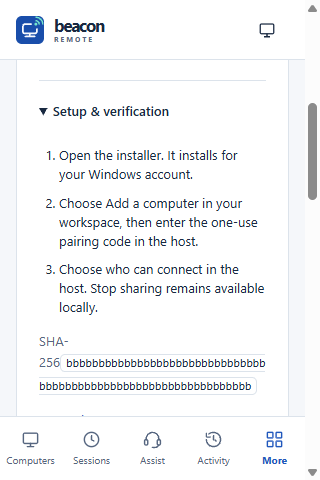 beacon
REMOTE
▼ Setup & verification
1. Open the installer. It installs for
your Windows account.
2. Choose Add a computer in your
workspace, then enter the one-use
pairing code in the host.
3. Choose who can connect in the
host. Stop sharing remains available
locally.
SHA-
256 bbbbbbbbbbbbbbbbbbbbbbbbbbbbbbb
bbbbbbbbbbbbbbbbbbbbbbbbbbbbbbbbb
Computers Sessions Assist Activity More